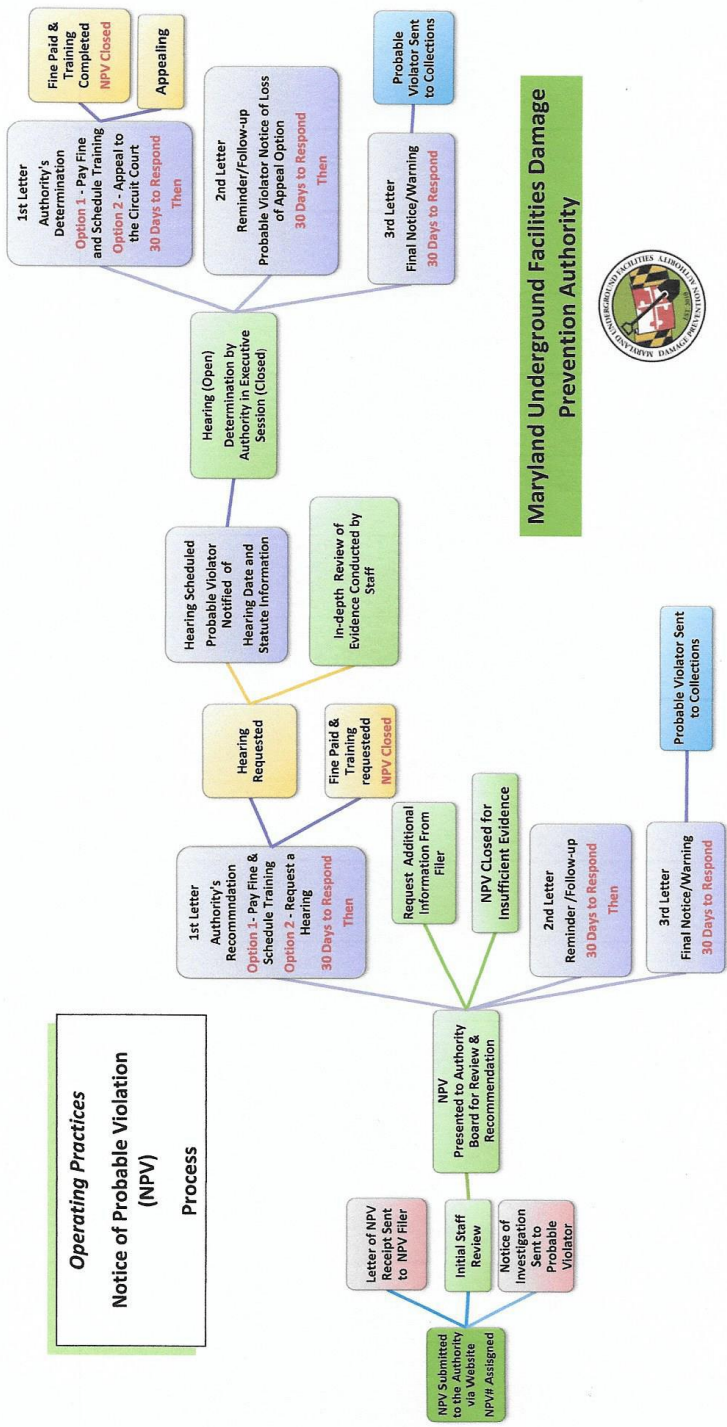 Operating Practices
Notice of Probable Violation
(NPV)
Process
NPV Submitted
to the Authority
via Website
NPV# Assisgned
Letter of NPV
Receipt Sent
to NPV Filer
Initial Staff
Review
Notice of
Investigation
Sent to
Probable
Violator
NPV
Presented to Authority
Board for Review &
Recommendation
1st Letter
Authority's
Recommndation
Option 1- Pay Fine &
Schedule Training
Option 2 - Request a
Hearing
30 Days to Respond
Then
Request Additional
Information From
Filer
NPV CLosed for
Insufficient Evidence
2nd Letter
Reminder /Follow-up
30 Days to Respond
Then
3rd Letter
Final Notice/Warning
30 Days to Respond
Probable Violator Sent
to Collections
Hearing
Requested
Fine Paid &
Training
requestedd
NPV Closed
Hearing Scheduled
Probable Violator
Notified of
Hearing Date and
Statute Information
In-depth Review of
Evidence Conducted by
Staff
Hearing (Open)
Determination by
Authority in Executive
Session (Closed)
1st Letter
Authority's
Determination
Option 1 - Pay Fine
and Schedule Training
Option 2 - Appeal to
the Circuit Court
30 Days to Respond
Then
Fine Paid &
Training
Completed
NPV Closed
Appealing
2nd Letter
Reminder/Follow-up
Probable Violator Notice of Loss
of Appeal Option
30 Days to Respond
Then
3rd Letter
Final Notice/Warning
30 Days to Respond
Probable
Violator Sent
to Collections
Maryland Underground Facilities Damage
Prevention Authority
MARYLAND UNDERGROUND FACILITIES
DAMAGE PREVENTION AUTHORITY